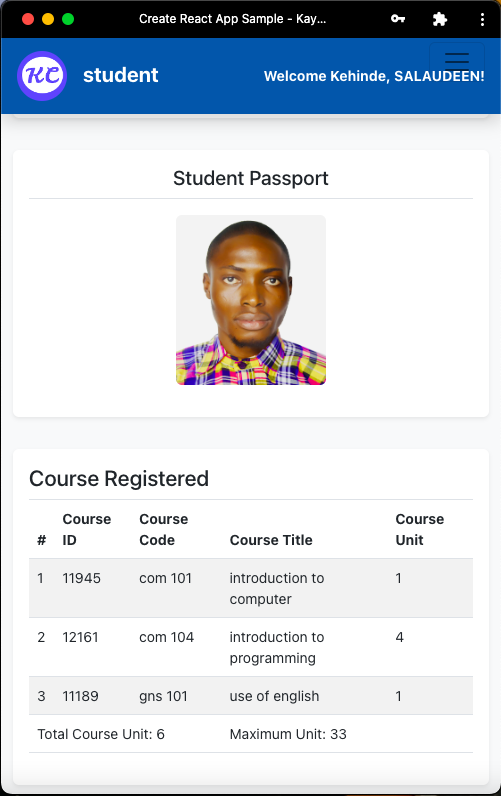 Create React App Sample - Kay...
KC student Welcome Kehinde, SALAUDEEN!
Student Passport
Course Registered
# Course ID Course Code Course Title Course Unit
1 11945 com 101 introduction to computer 1
2 12161 com 104 introduction to programming 4
3 11189 gns 101 use of english 1
Total Course Unit: 6 Maximum Unit: 33